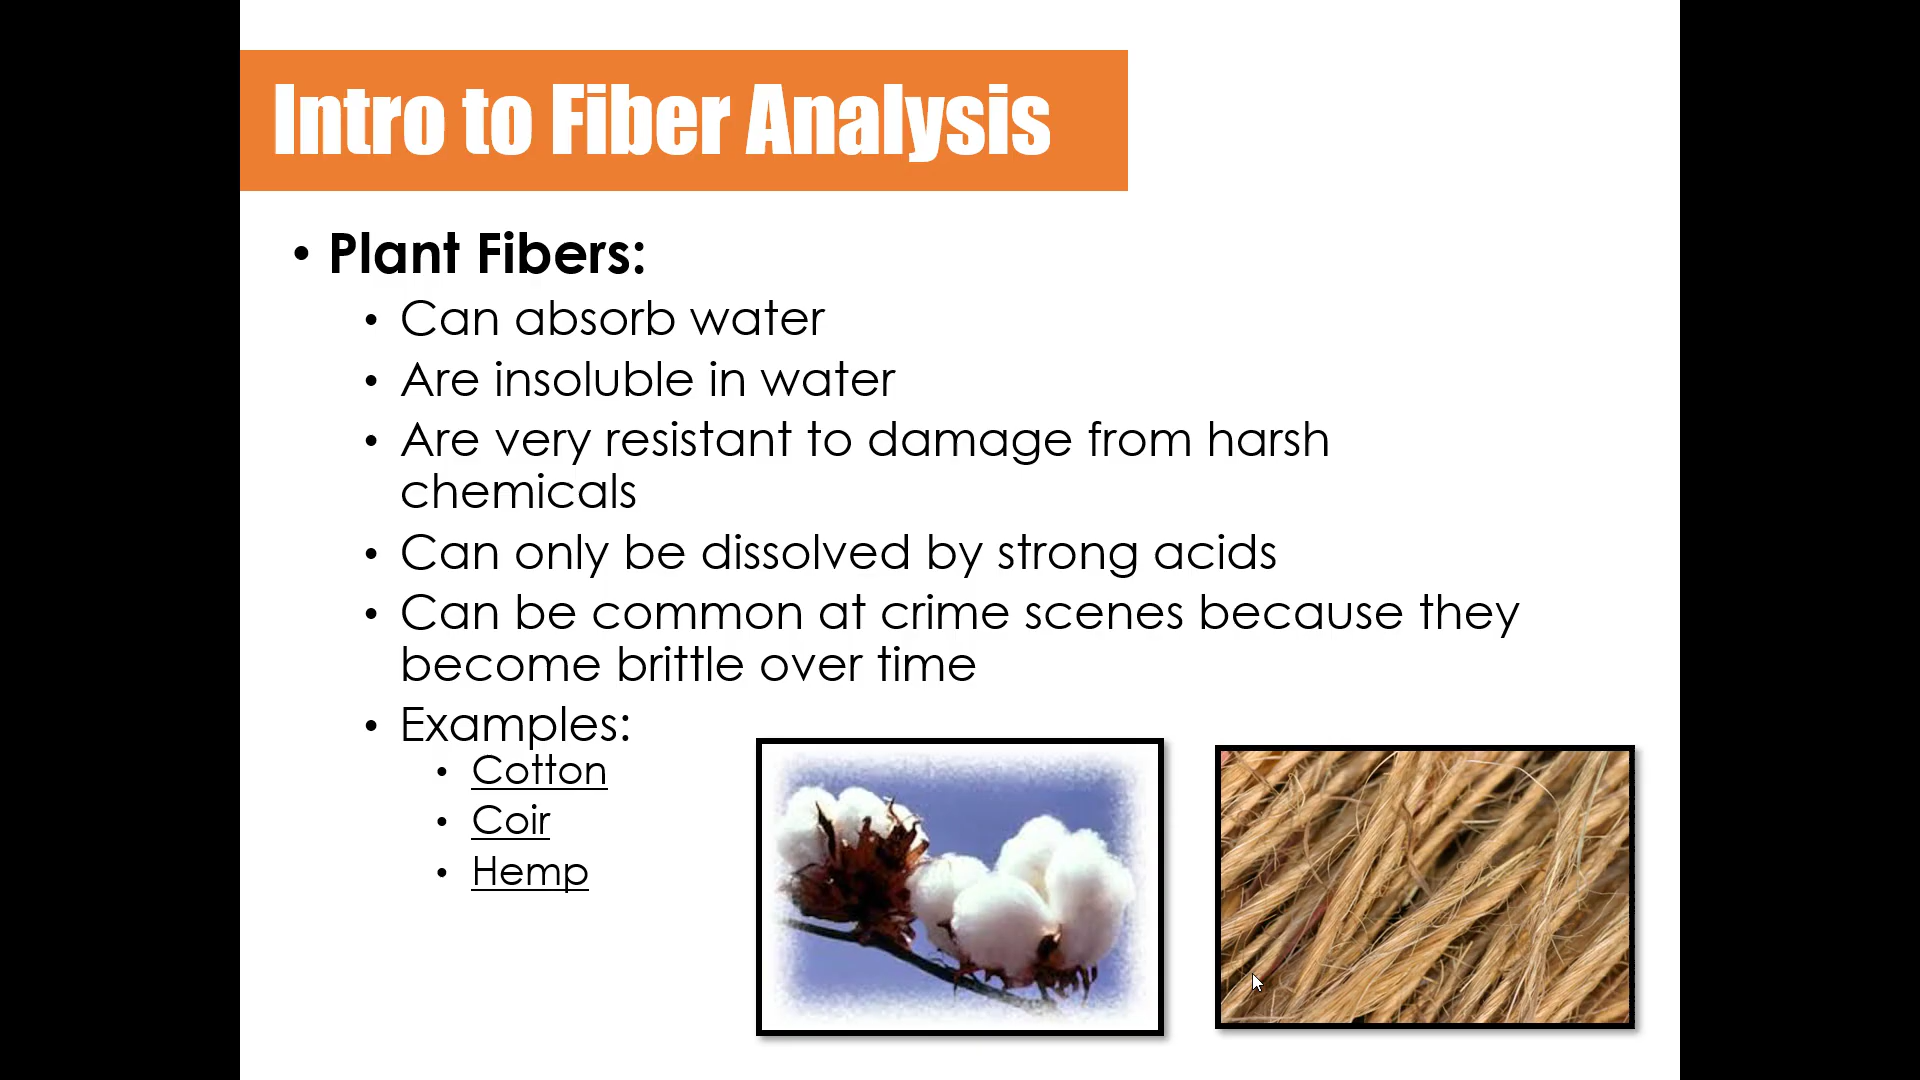 Intro to Fiber Analysis
• Plant Fibers:
• Can absorb water
• Are insoluble in water
• Are very resistant to damage from harsh
chemicals
• Can only be dissolved by strong acids
• Can be common at crime scenes because they
become brittle over time
• Examples:
• Cotton
• Coir
• Hemp